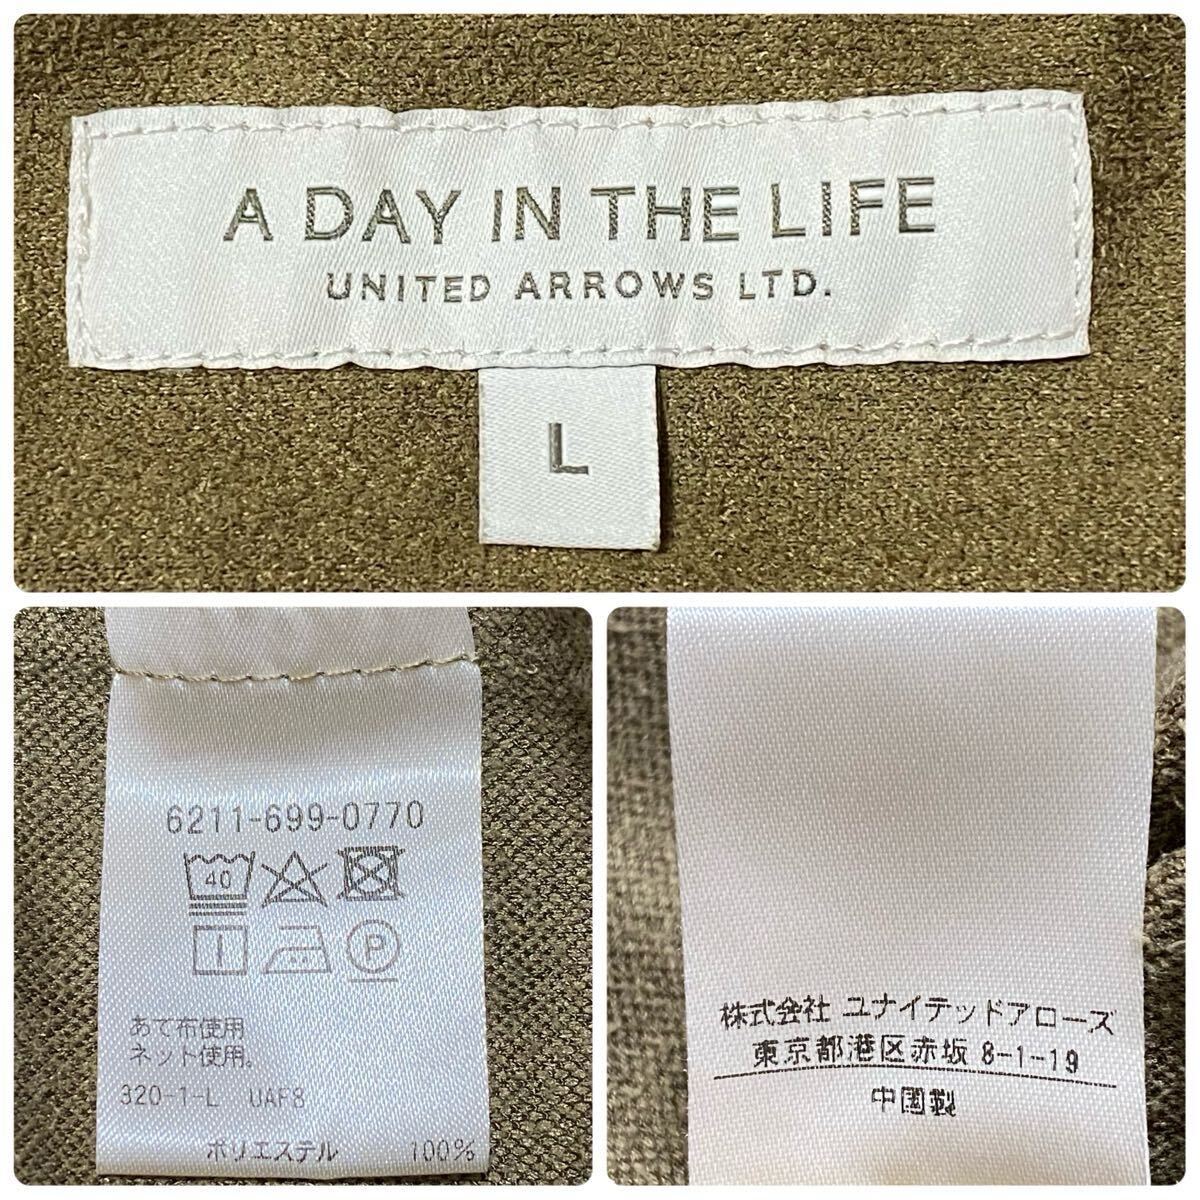 A DAY IN THE LIFE
UNITED ARROWS LTD.
L
6211-699-0770
40
P
あて布使用
ネット使用。
320-1-L UAF8
ポリエステル 100%
株式会社 ユナイテッドアローズ
東京都港区赤坂 8-1-19
中国製